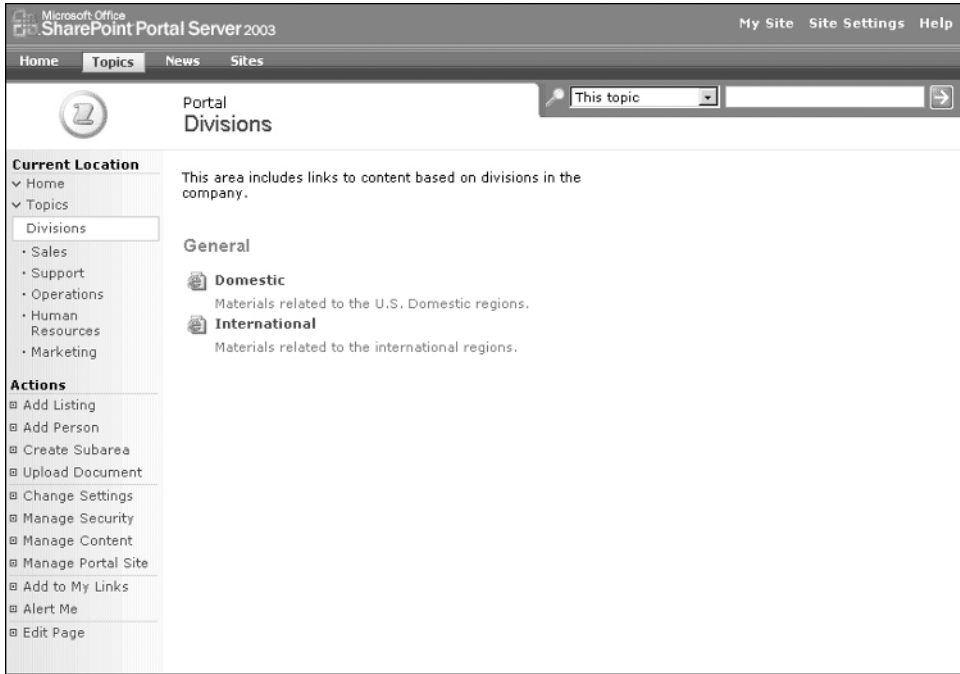 Microsoft Office
SharePoint Portal Server 2003
My Site Site Settings Help
Home Topics News Sites
Portal
Divisions
This topic
Current Location
Home
Topics
Divisions
Sales
Support
Operations
Human
Resources
Marketing
Actions
Add Listing
Add Person
Create Subarea
Upload Document
Change Settings
Manage Security
Manage Content
Manage Portal Site
Add to My Links
Alert Me
Edit Page
This area includes links to content based on divisions in the
company.
General
Domestic
Materials related to the U.S. Domestic regions.
International
Materials related to the international regions.